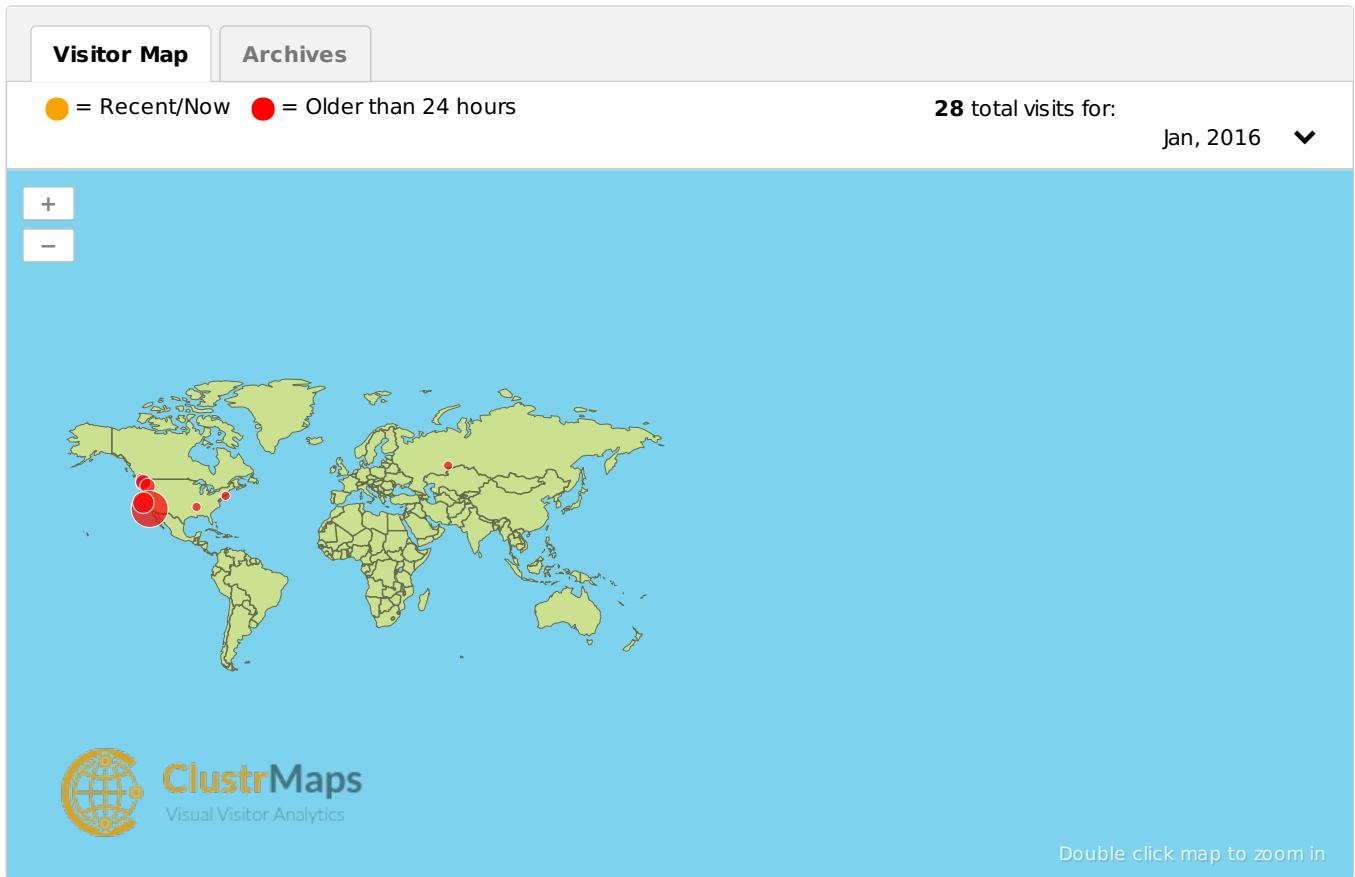 Visitor Map
Archives
= Recent/Now
= Older than 24 hours
28 total visits for:
Jan, 2016
+
−
ClustrMaps
Visual Visitor Analytics
Double click map to zoom in